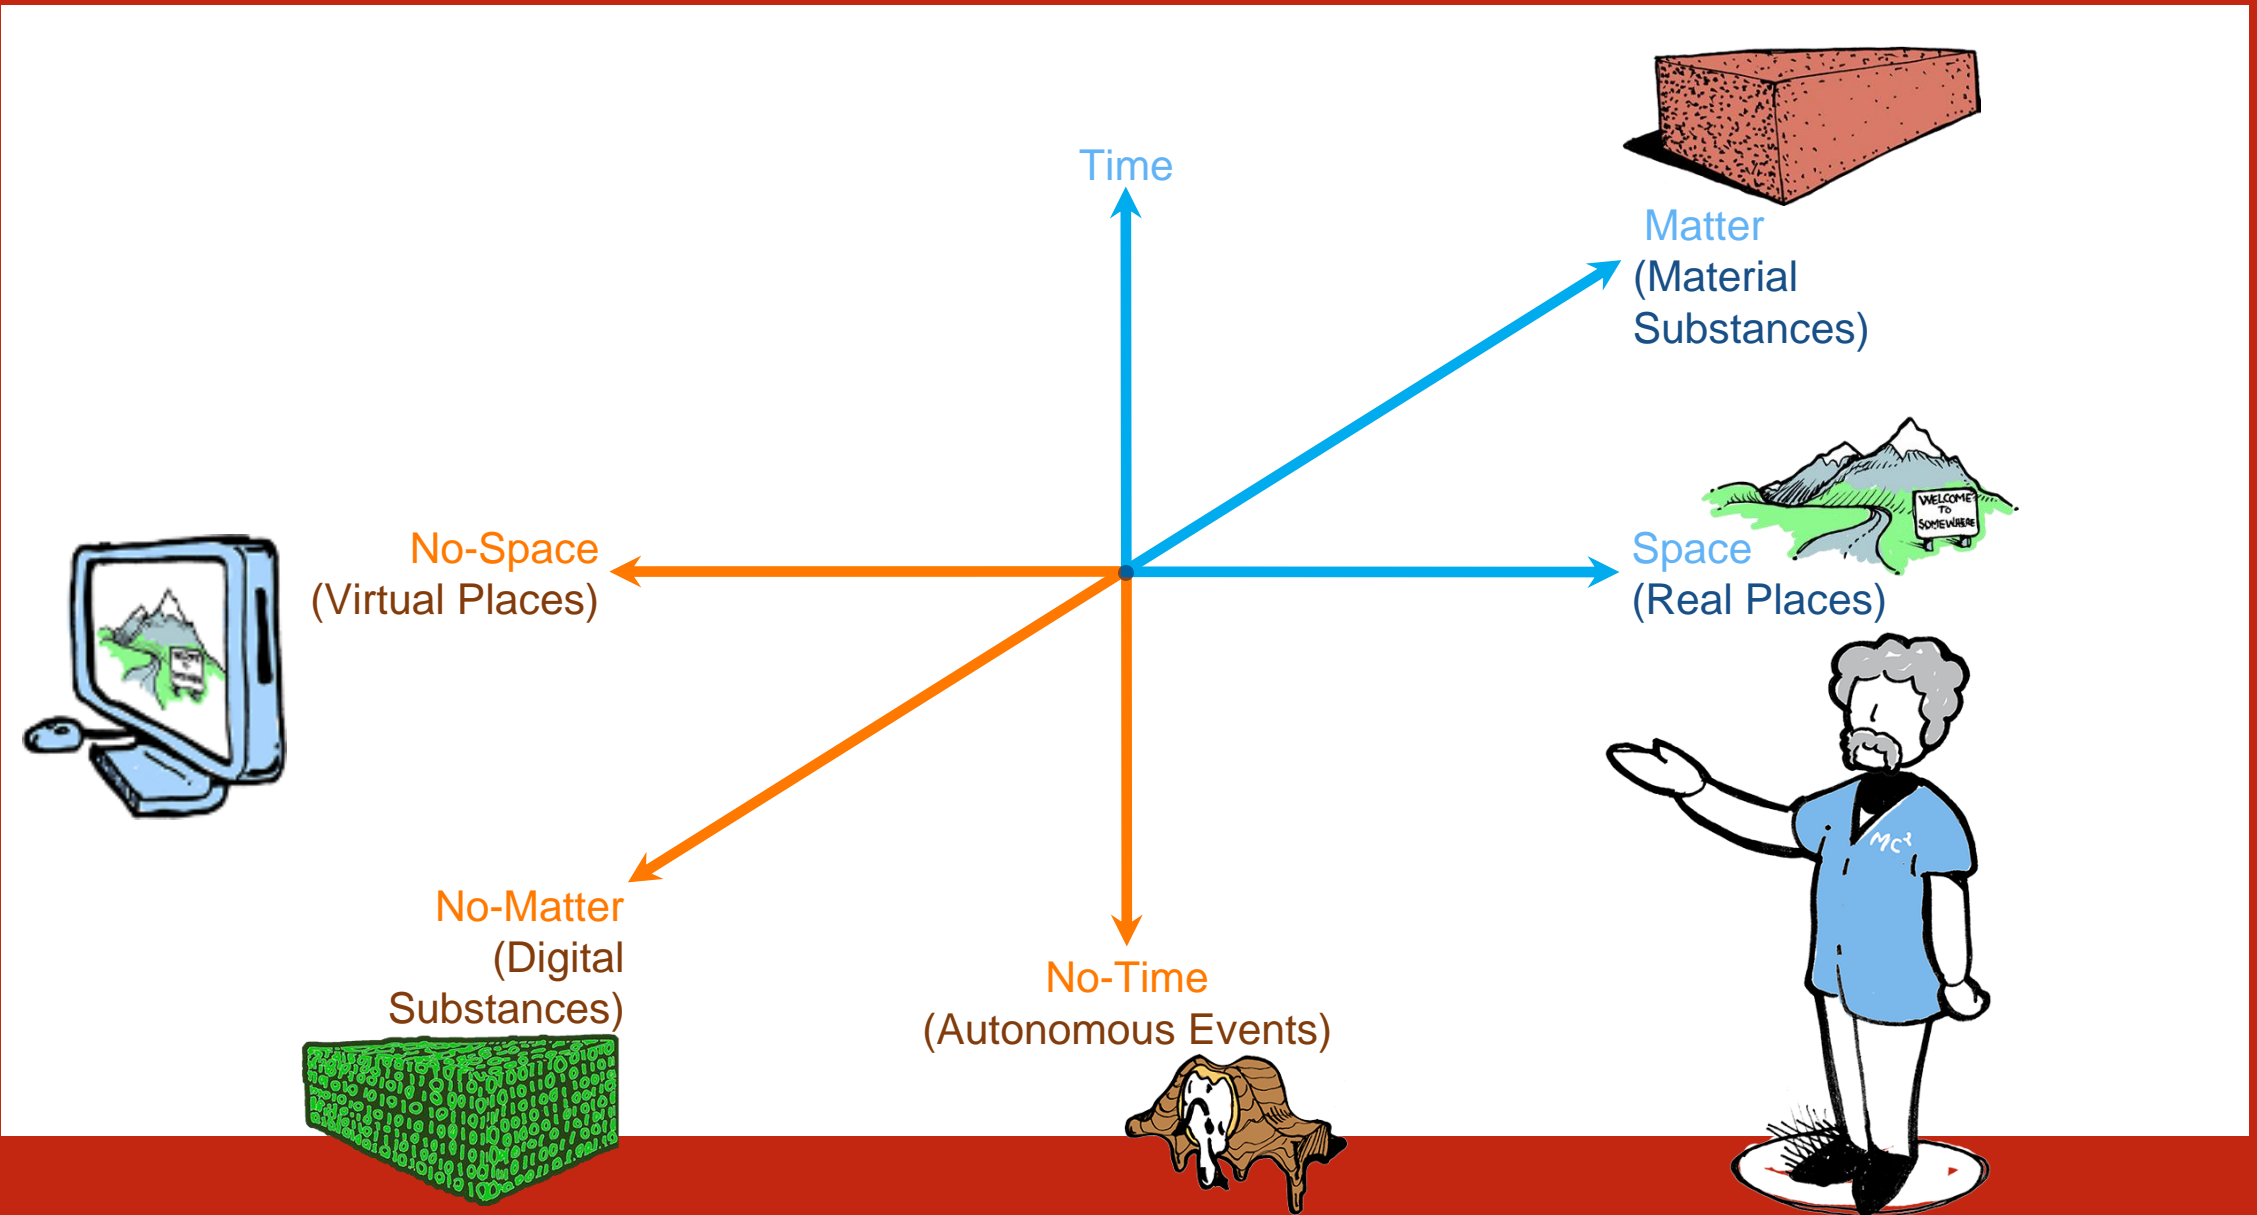 Time
Matter
(Material
Substances)
WELCOME
TO
SOMEWHERE
Space
(Real Places)
No-Space
(Virtual Places)
MC²
No-Matter
(Digital
Substances)
No-Time
(Autonomous Events)